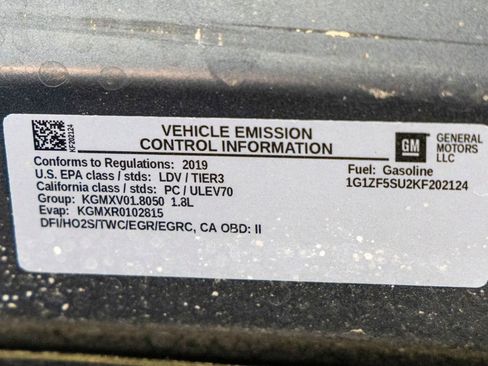 KF202124
VEHICLE EMISSION
CONTROL INFORMATION
GM
GENERAL
MOTORS
LLC
Conforms to Regulations: 2019
U.S. EPA class / stds: LDV / TIER3
California class / stds: PC / ULEV70
Group: KGMXV01.8050 1.8L
Evap: KGMXR0102815
DFI/HO2S/TWC/EGR/EGRC, CA OBD: II
Fuel: Gasoline
1G1ZF5SU2KF202124